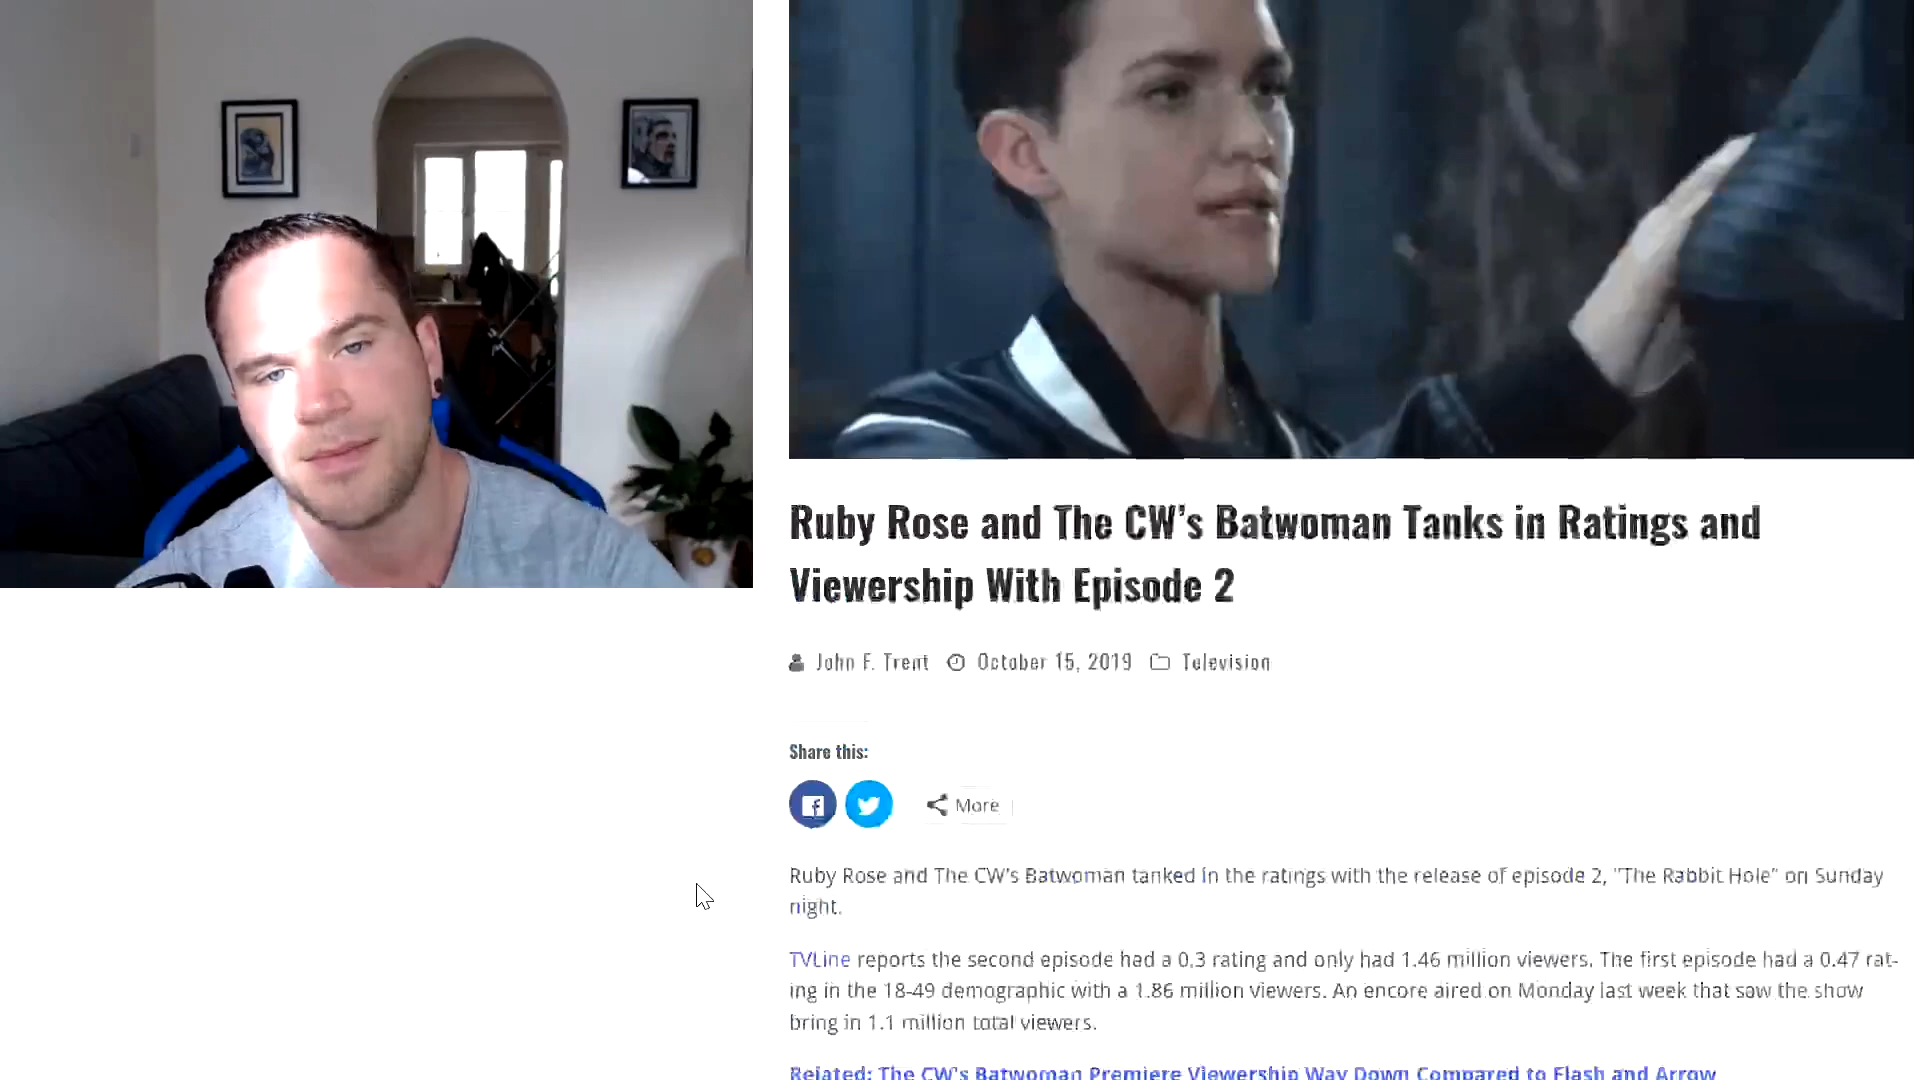 Ruby Rose and The CW's Batwoman Tanks in Ratings and
Viewership With Episode 2
John F. Trent October 15, 2019 Television
Share this:
More
Ruby Rose and The CW's Batwoman tanked in the ratings with the release of episode 2, "The Rabbit Hole" on Sunday
night.
TVLine reports the second episode had a 0.3 rating and only had 1.46 million viewers. The first episode had a 0.47 rat-
ing in the 18-49 demographic with a 1.86 million viewers. An encore aired on Monday last week that saw the show
bring in 1.1 million total viewers.
Related: The CW's Batwoman Premiere Viewership Way Down Compared to Flash and Arrow